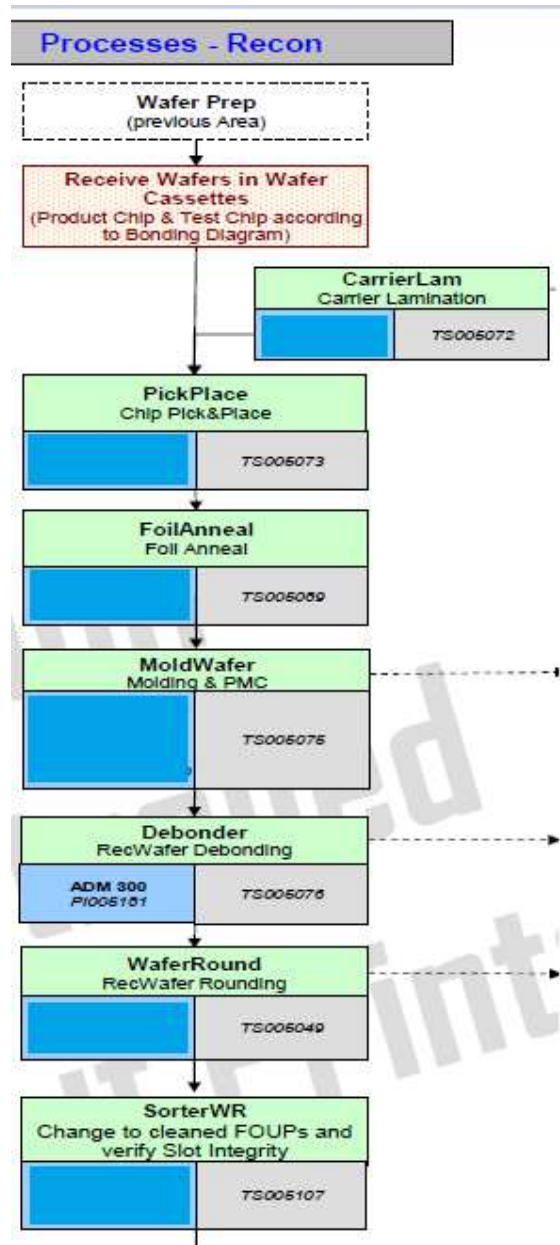 Processes - Recon
Wafer Prep
(previous Area)
Receive Wafers in Wafer
Cassettes
(Product Chip & Test Chip according
to Bonding Diagram)
CarrierLam
Carrier Lamination
TS005072
PickPlace
Chip Pick&Place
TS005073
FoilAnneal
Foil Anneal
TS005069
MoldWafer
Molding & PMC
TS005075
Debonder
RecWafer Debonding
ADM 300
PI005161
TS005076
WaferRound
RecWafer Rounding
TS005049
SorterWR
Change to cleaned FOUPs and
verify Slot Integrity
TS005107